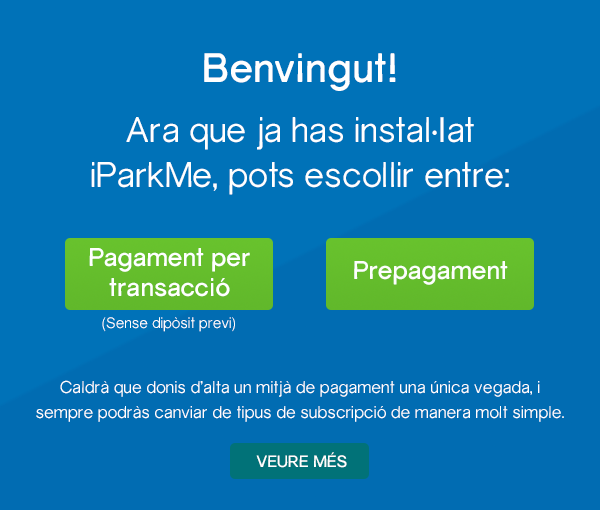 Benvingut!
Ara que ja has instal·lat
iParkMe, pots escollir entre:
Pagament per
transacció
(Sense dipòsit previ)
Prepagament
Caldrà que donis d'alta un mitjà de pagament una única vegada, i
sempre podràs canviar de tipus de subscripció de manera molt simple.
VEURE MÉS